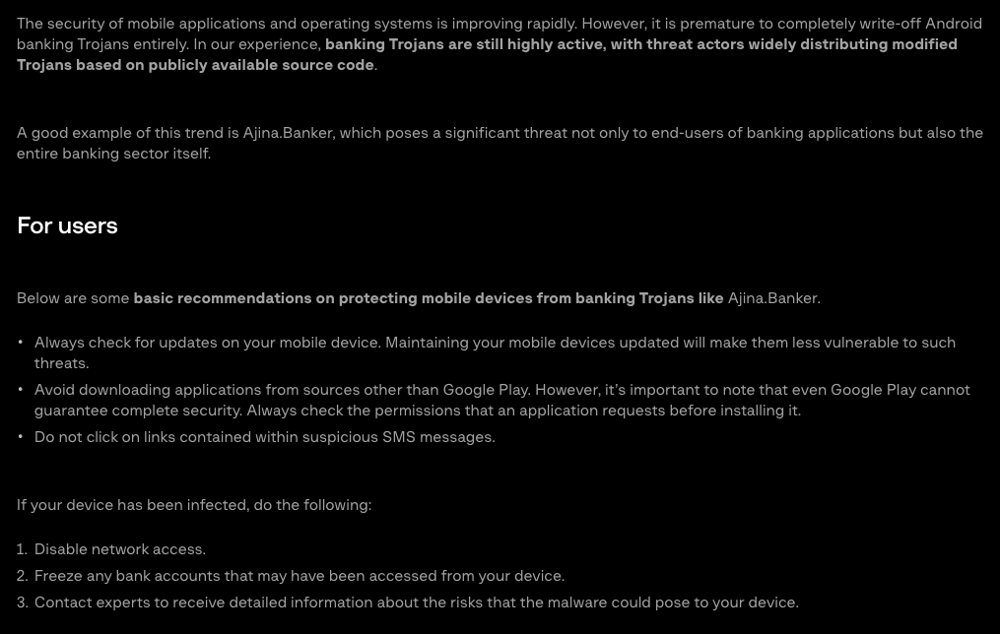 The security of mobile applications and operating systems is improving rapidly. However, it is premature to completely write-off Android
banking Trojans entirely. In our experience, banking Trojans are still highly active, with threat actors widely distributing modified
Trojans based on publicly available source code.
A good example of this trend is Ajina.Banker, which poses a significant threat not only to end-users of banking applications but also the
entire banking sector itself.
For users
Below are some basic recommendations on protecting mobile devices from banking Trojans like Ajina.Banker.
• Always check for updates on your mobile device. Maintaining your mobile devices updated will make them less vulnerable to such
threats.
• Avoid downloading applications from sources other than Google Play. However, it's important to note that even Google Play cannot
guarantee complete security. Always check the permissions that an application requests before installing it.
• Do not click on links contained within suspicious SMS messages.
If your device has been infected, do the following:
1. Disable network access.
2. Freeze any bank accounts that may have been accessed from your device.
3. Contact experts to receive detailed information about the risks that the malware could pose to your device.